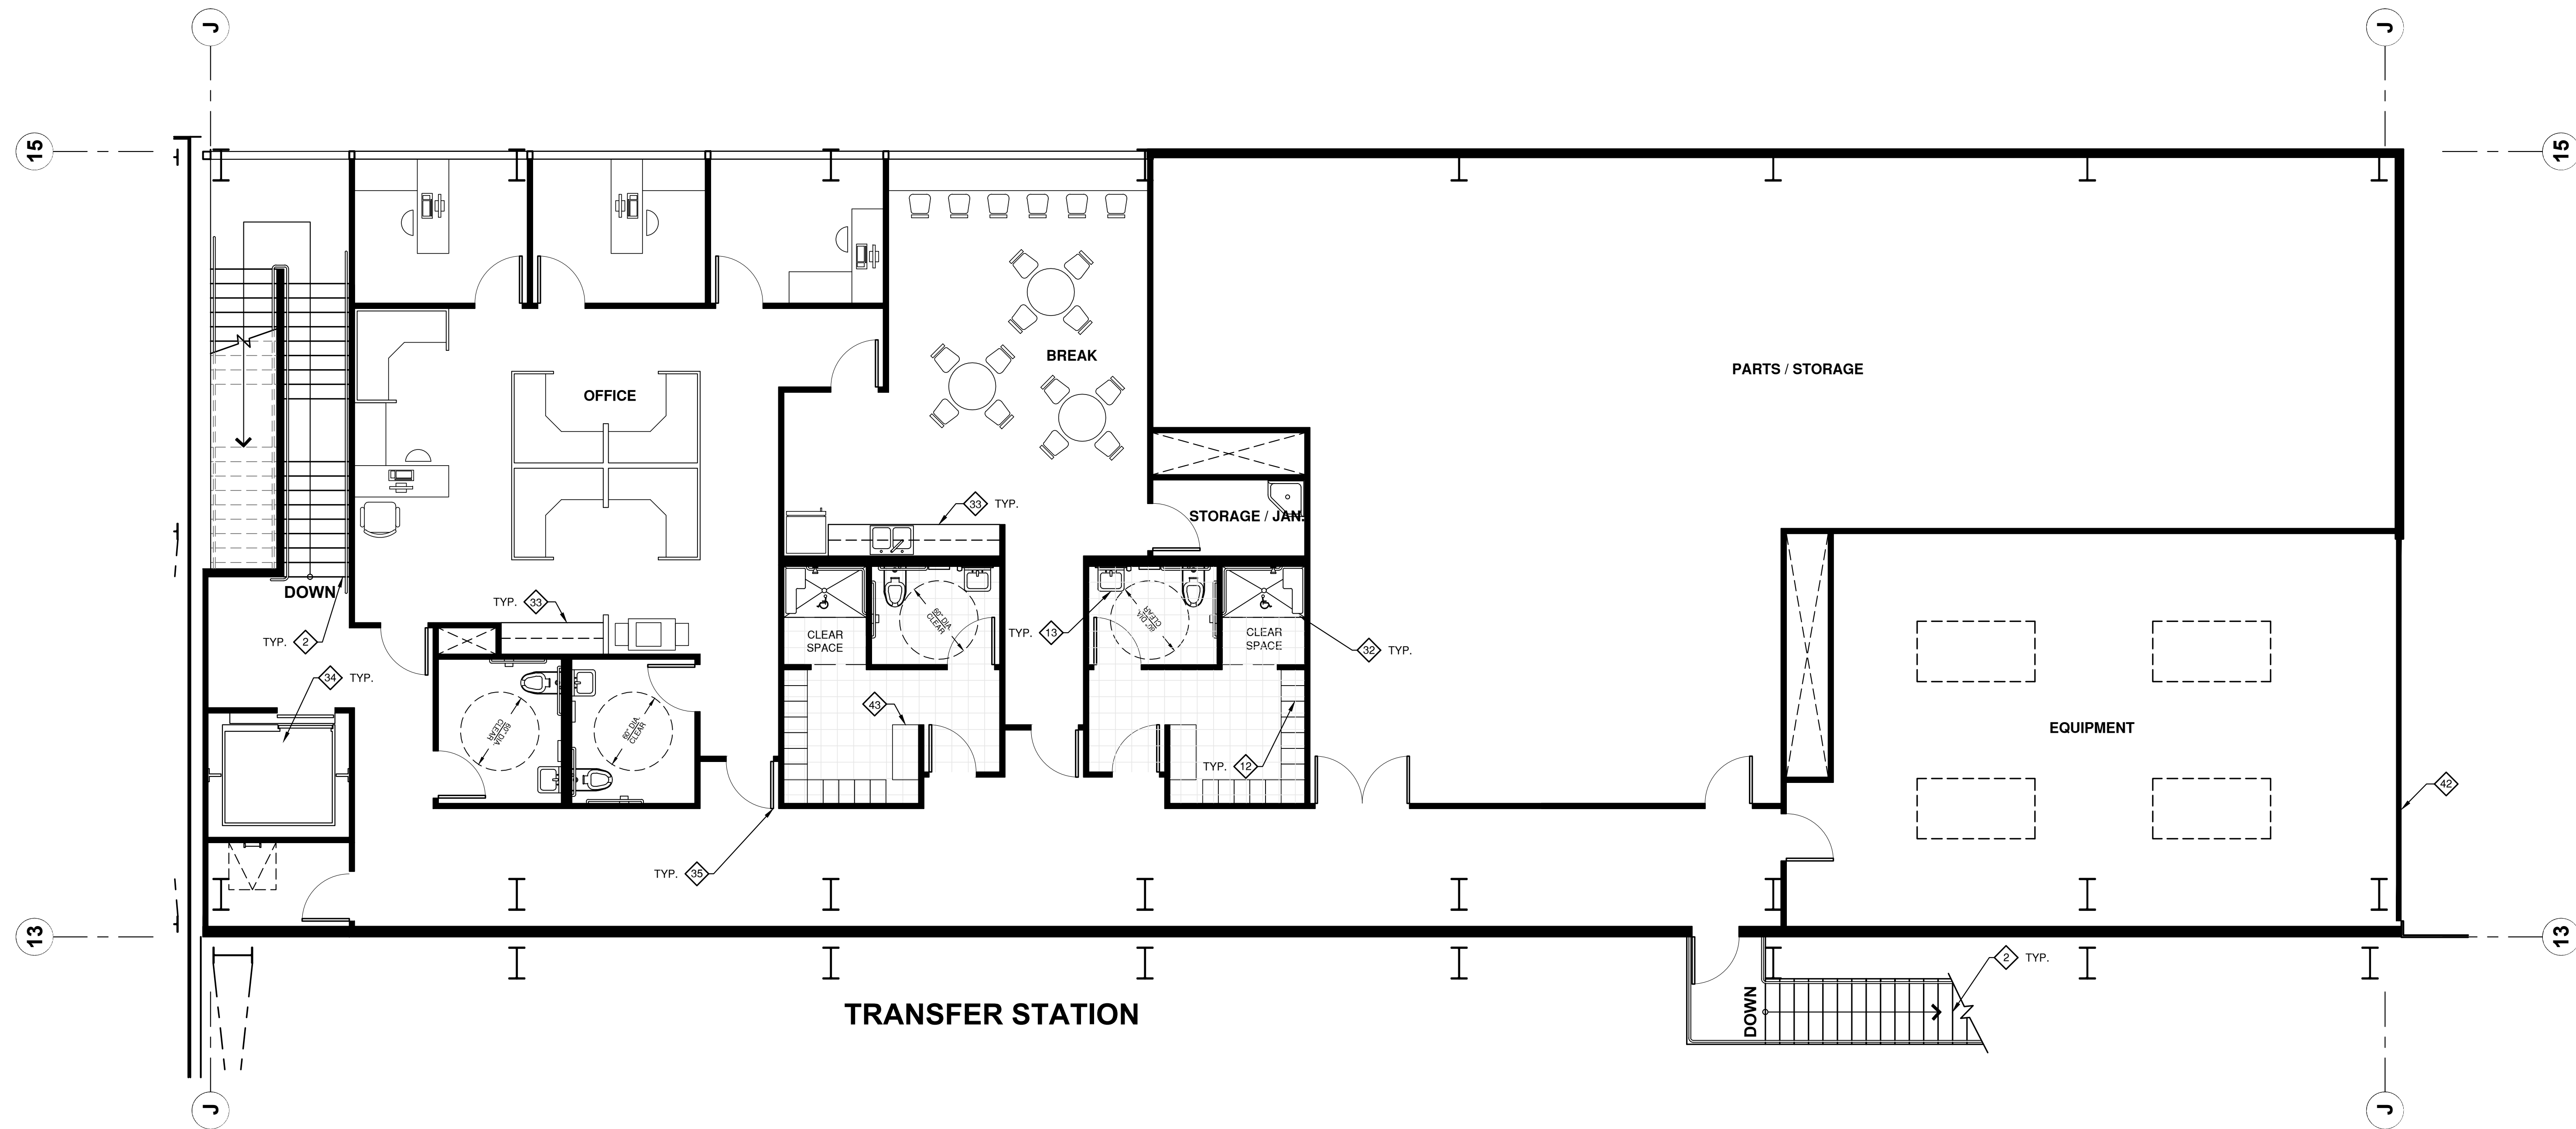 J
J
15
15
BREAK
PARTS / STORAGE
OFFICE
33 TYP.
STORAGE / JAN.
DOWN
TYP. 33
TYP. 2
60" DIA.
CLEAR
60" DIA.
CLEAR
CLEAR
SPACE
TYP. 13
CLEAR
SPACE
32 TYP.
34 TYP.
43
60" DIA.
CLEAR
60" DIA.
CLEAR
EQUIPMENT
TYP. 12
42
TYP. 35
13
13
2 TYP.
DOWN
TRANSFER STATION
J
J